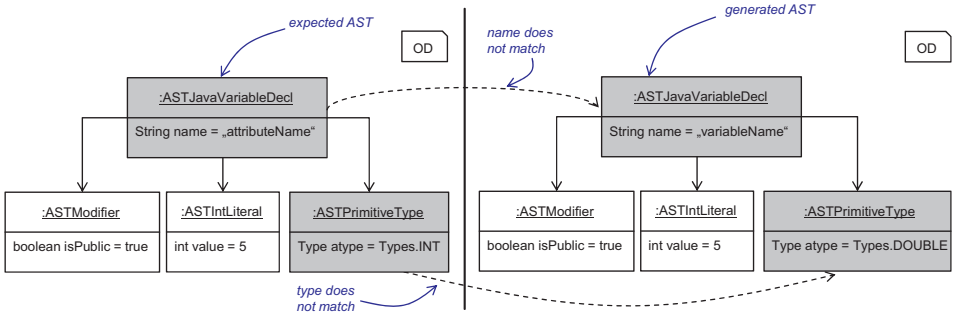 expected AST
OD
:ASTJavaVariableDecl
String name = „attributeName“
:ASTModifier
boolean isPublic = true
:ASTIntLiteral
int value = 5
:ASTPrimitiveType
Type atype = Types.INT
name does
not match
type does
not match
generated AST
OD
:ASTJavaVariableDecl
String name = „variableName“
:ASTModifier
boolean isPublic = true
:ASTIntLiteral
int value = 5
:ASTPrimitiveType
Type atype = Types.DOUBLE